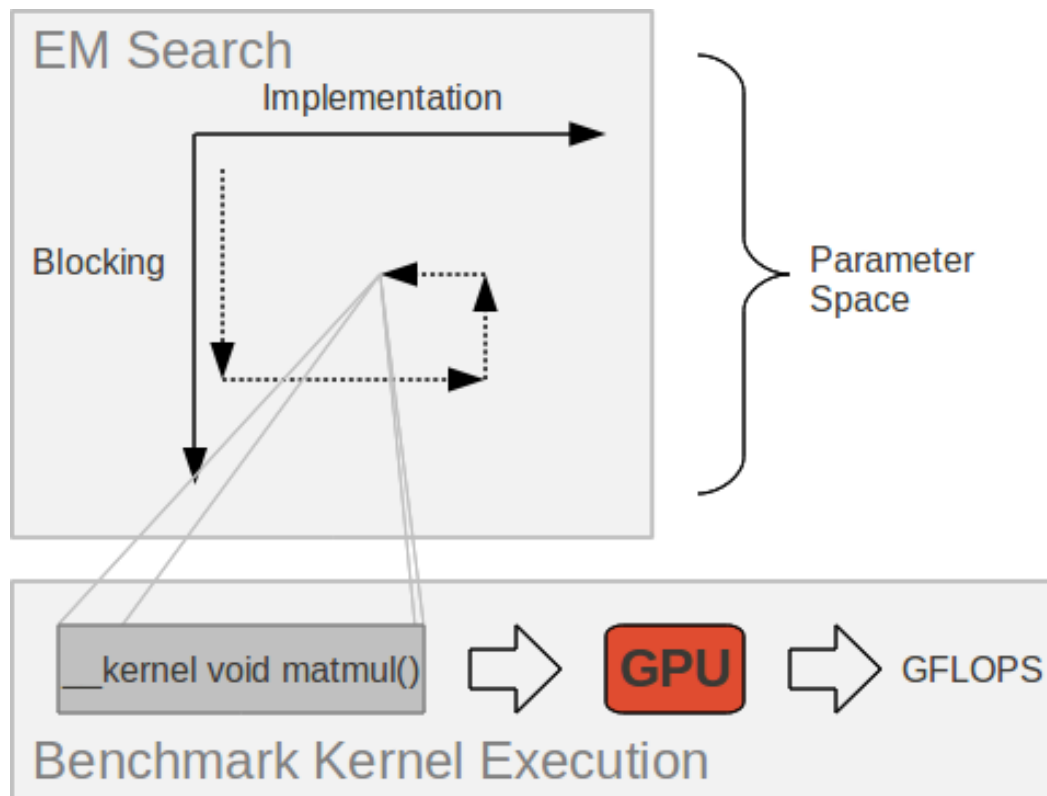 EM Search
Implementation
Blocking
Parameter
Space
__kernel void matmul()
GPU
GFLOPS
Benchmark Kernel Execution